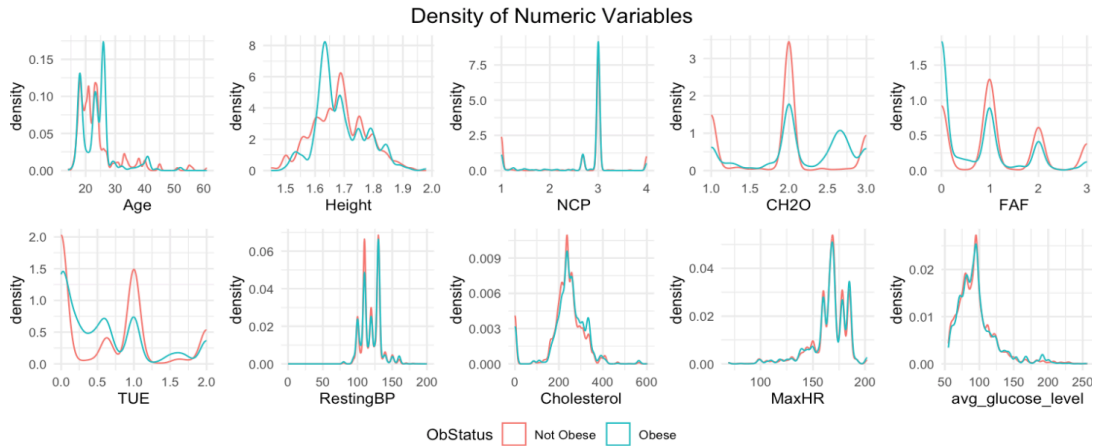 Density of Numeric Variables
density
0.15
0.10
0.05
0.00
20 30 40 50 60
Age
density
8
6
4
2
0
1.5 1.6 1.7 1.8 1.9 2.0
Height
density
7.5
5.0
2.5
0.0
1 2 3 4
NCP
density
3
2
1
0
1.0 1.5 2.0 2.5 3.0
CH2O
density
1.5
1.0
0.5
0.0
0 1 2 3
FAF
density
2.0
1.5
1.0
0.5
0.0
0.0 0.5 1.0 1.5 2.0
TUE
density
0.06
0.04
0.02
0.00
0 50 100 150 200
RestingBP
density
0.009
0.006
0.003
0.000
0 200 400 600
Cholesterol
density
0.04
0.02
0.00
100 150 200
MaxHR
density
0.02
0.01
0.00
50 100 150 200 250
avg_glucose_level
ObStatus Not Obese Obese